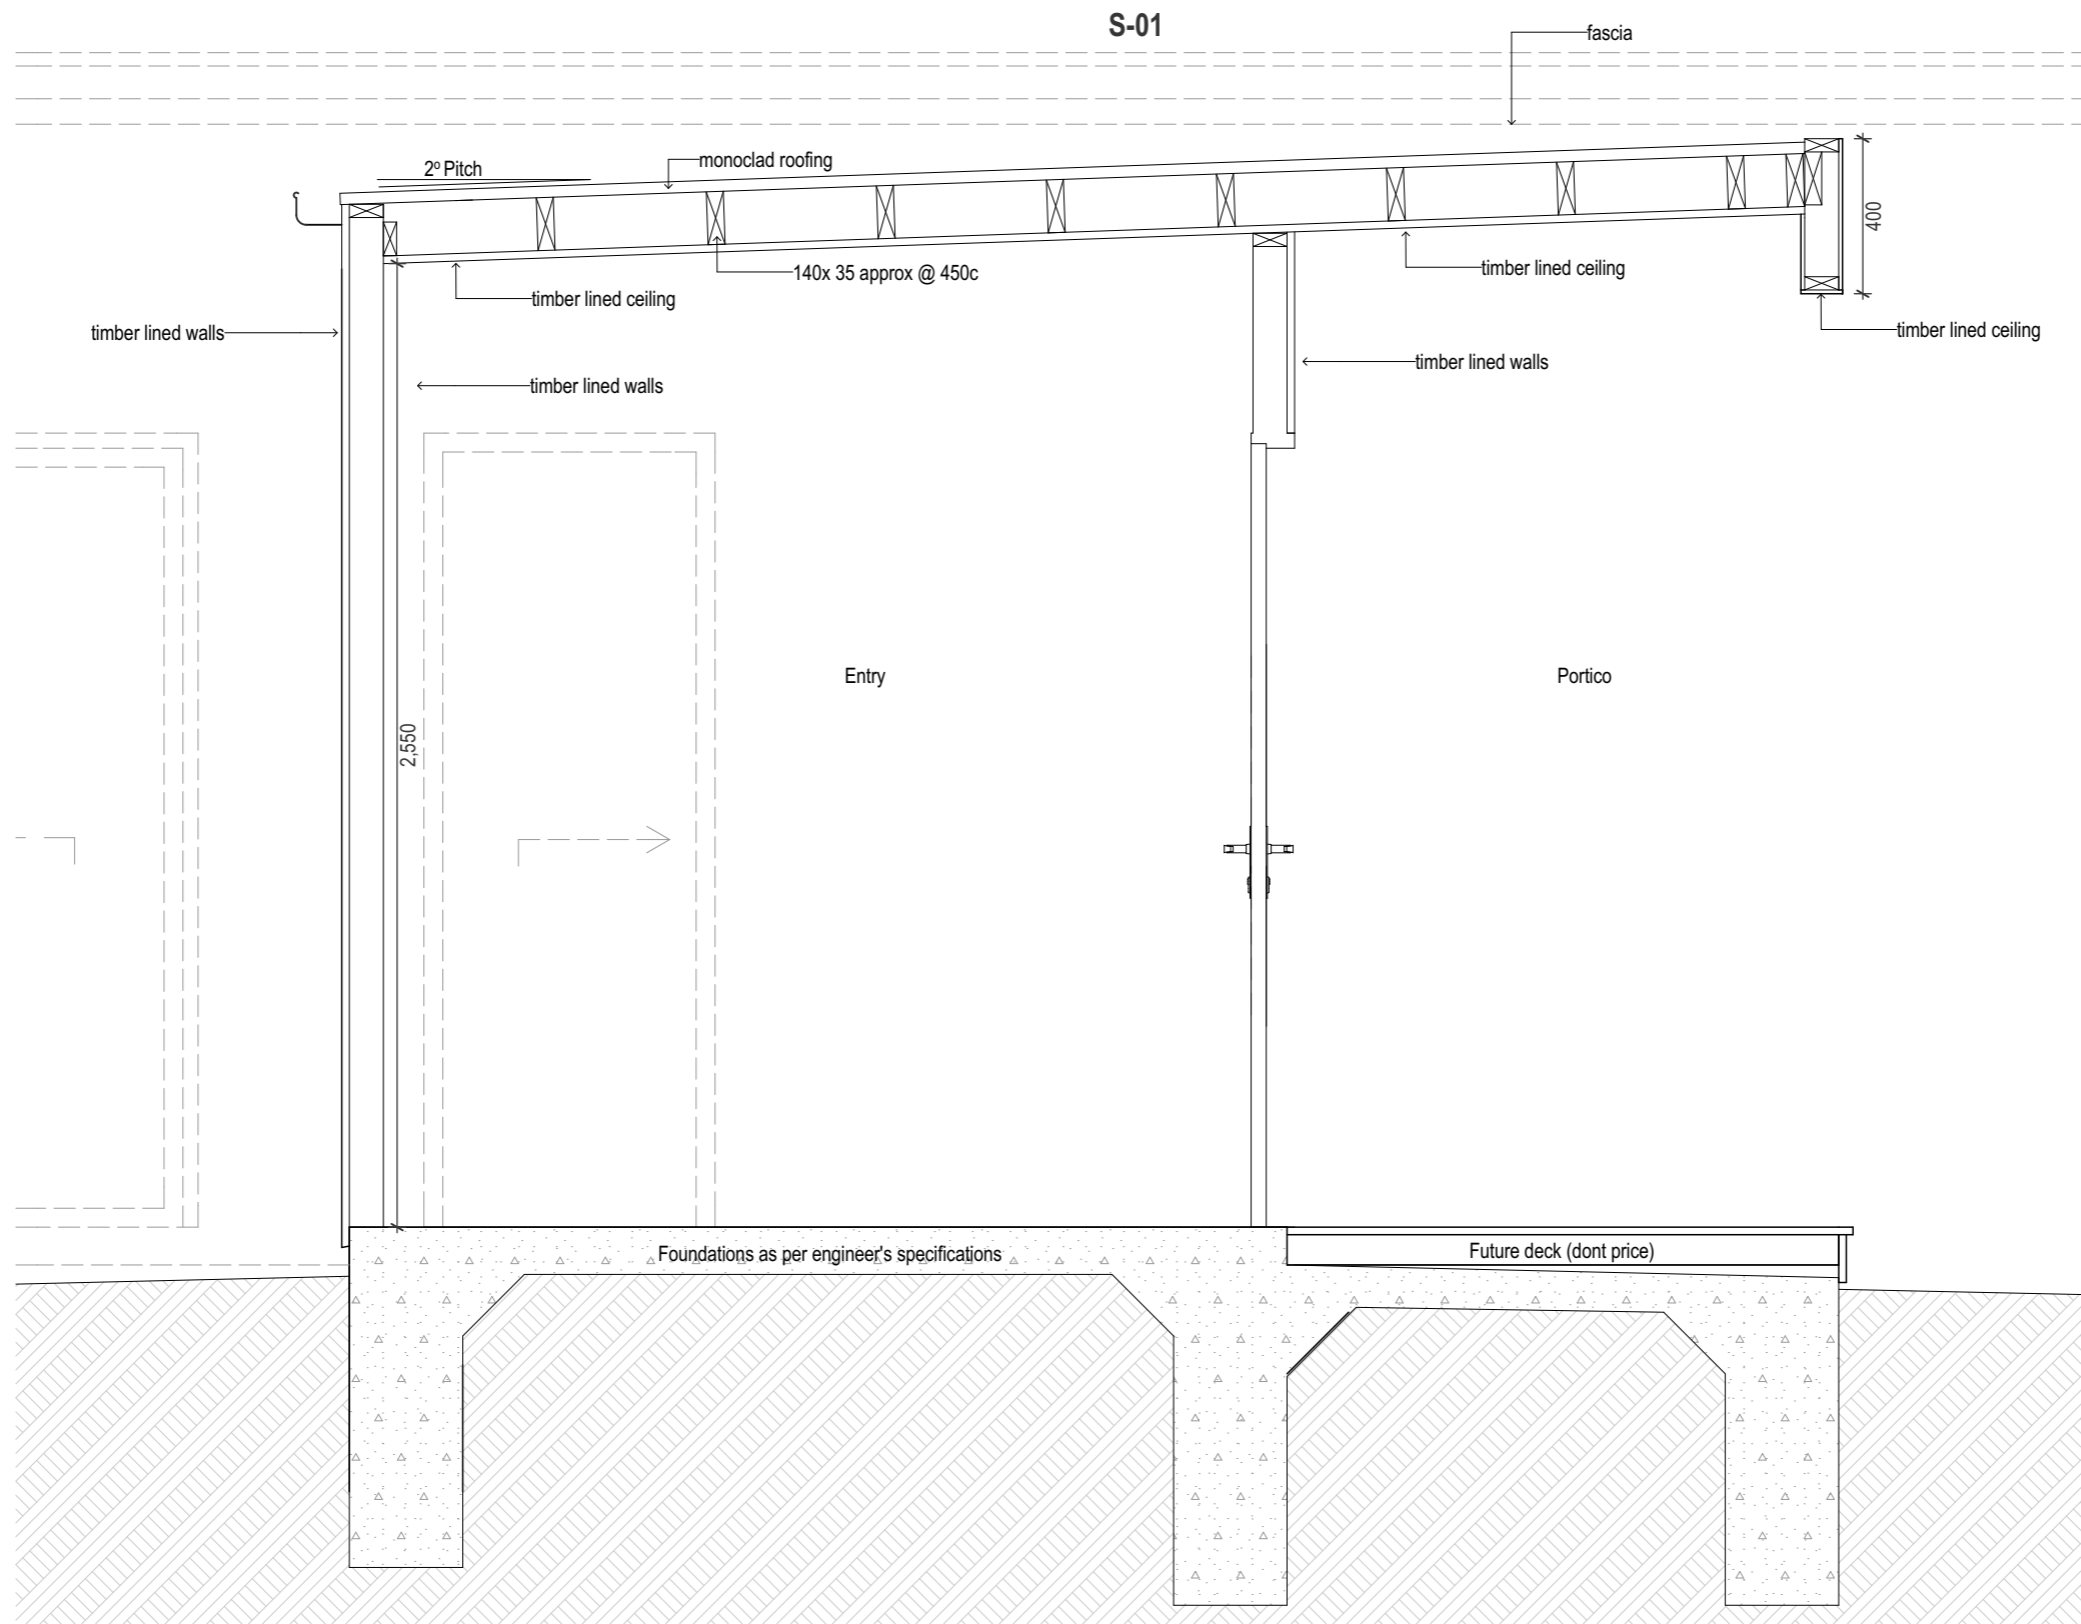 S-01
fascia
2º Pitch
monoclad roofing
400
140x 35 approx @ 450c
timber lined ceiling
timber lined ceiling
timber lined walls
timber lined ceiling
timber lined walls
timber lined walls
Entry
Portico
2,550
Foundations as per engineer's specifications
Future deck (dont price)